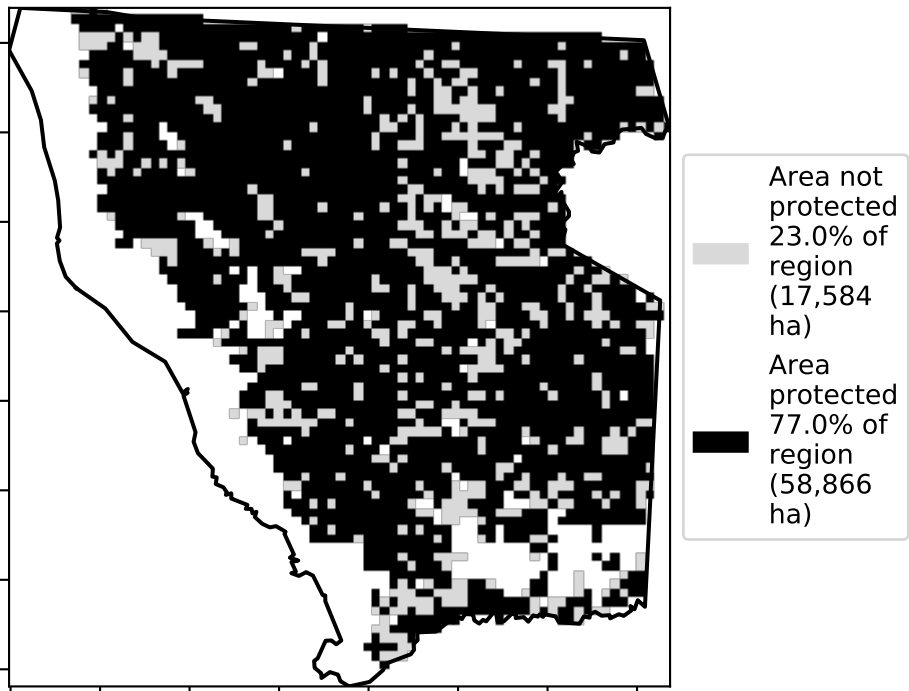 Area not
protected
23.0% of
region
(17,584
ha)
Area
protected
77.0% of
region
(58,866
ha)